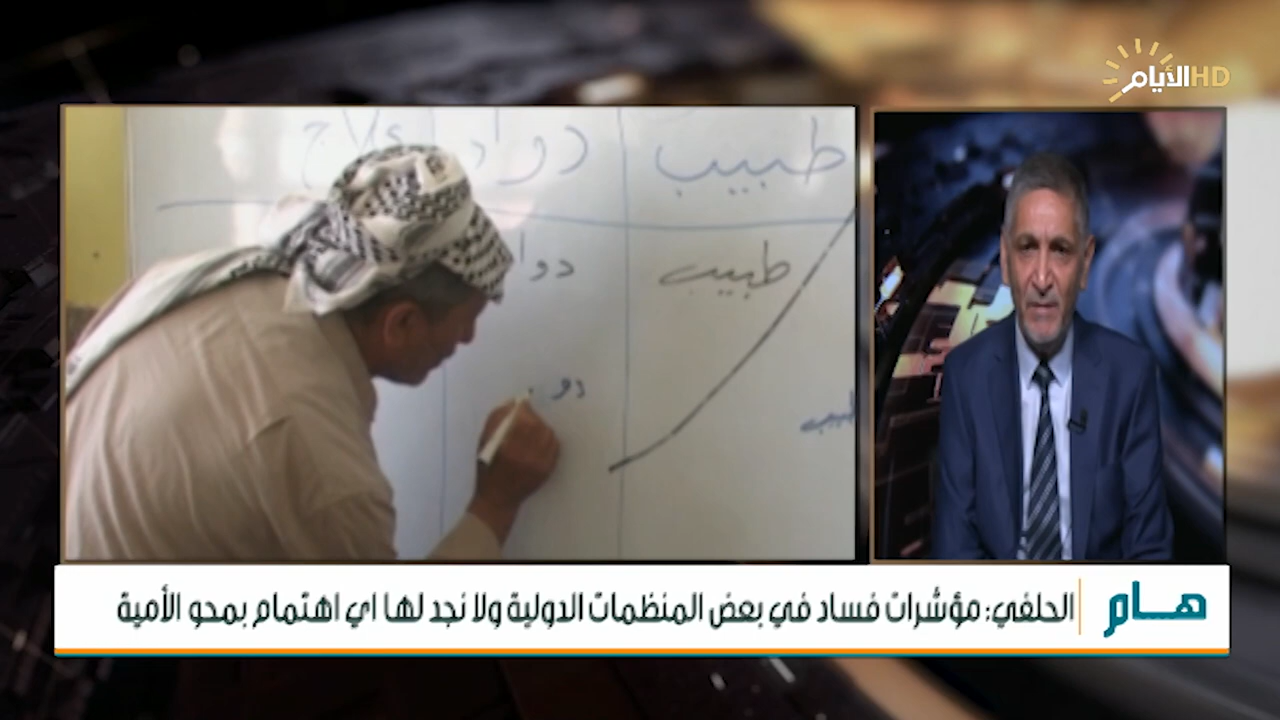 الأيام HD
طبيب دواء علاج
طبيب
دوا
دو
طبيب
هام
الحلفي: مؤشرات فساد في بعض المنظمات الدولية ولا نجد لها اي اهتمام بمحو الأمية